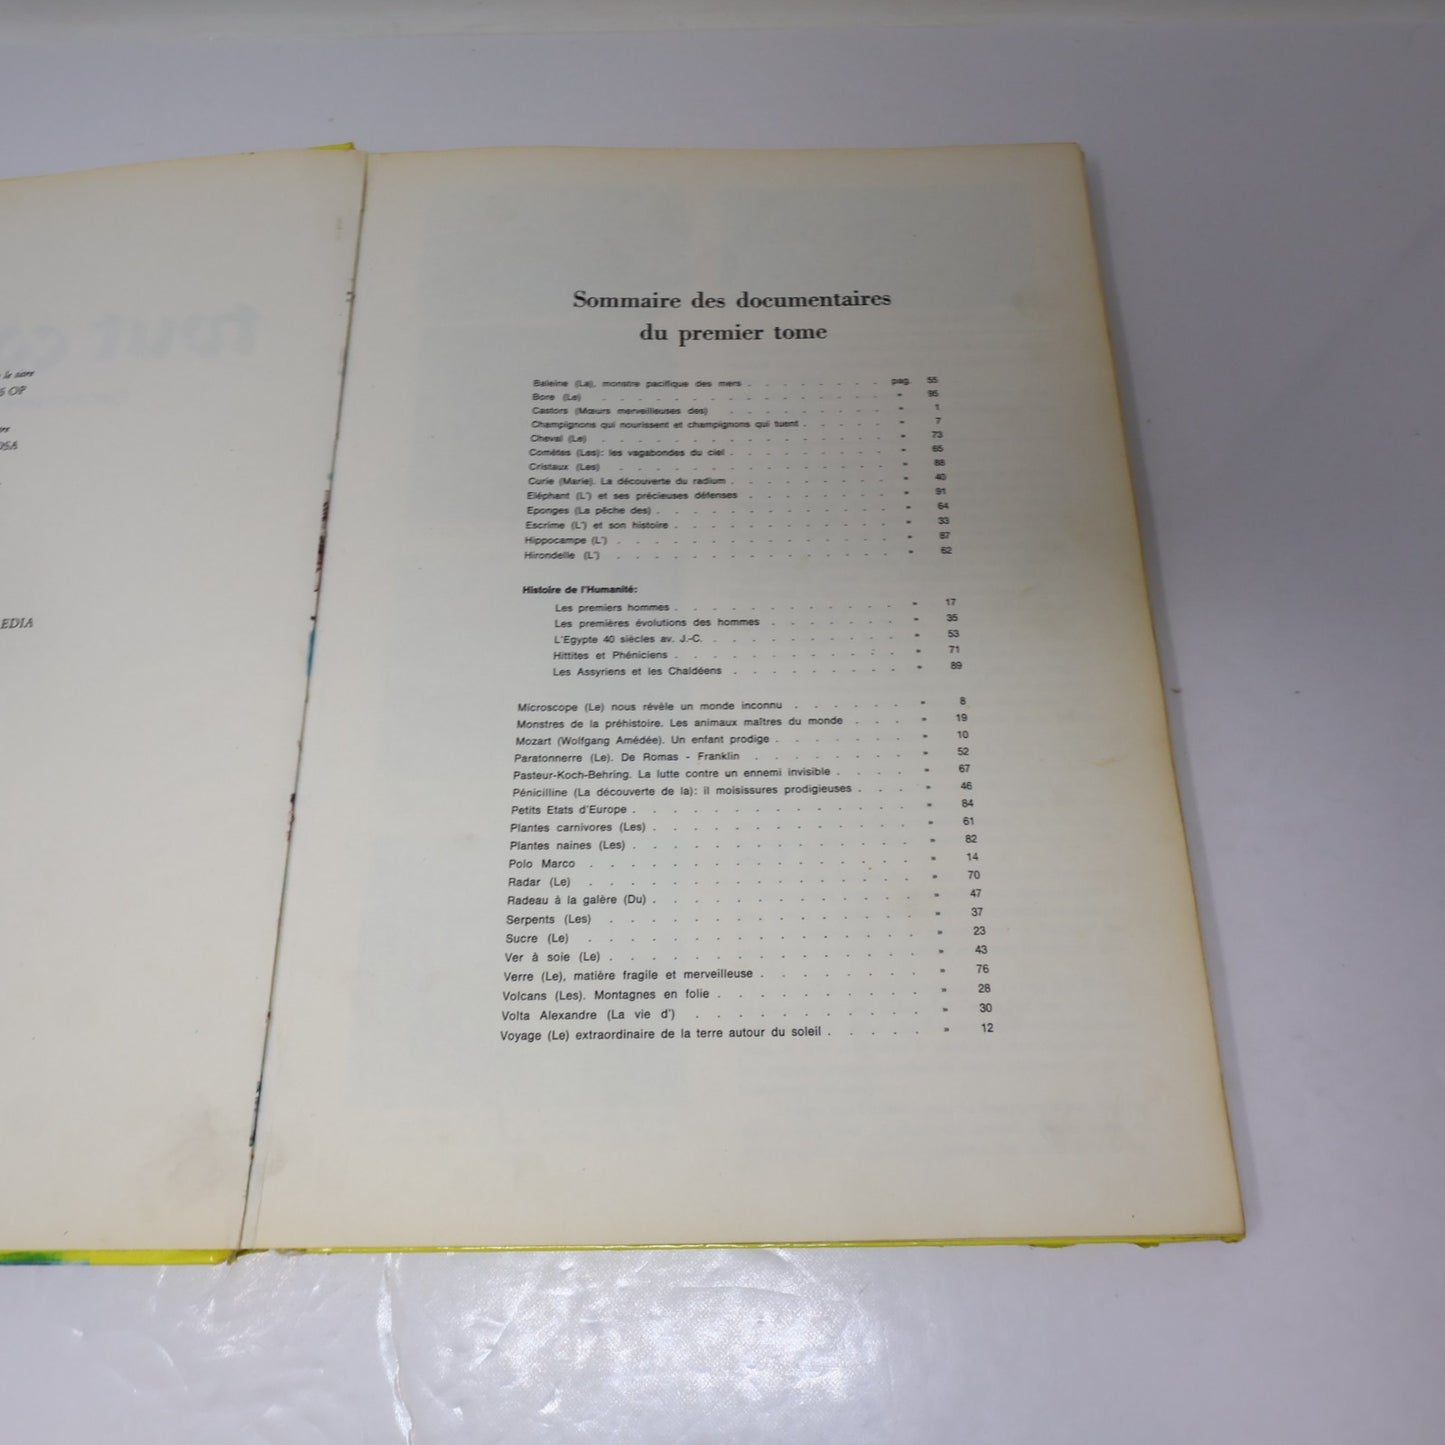 le
6 OP
95A
EDIA
tout
Sommaire des documentaires
du premier tome
Baleine (La), monstre pacifique des mers . . . . . . . pag. 55
Bore (Le) . . . . . . . . . . . . . . . » 96
Castors (Mœurs merveilleuses des) . . . . . . . . . » 1
Champignons qui nourissent et champignons qui tuent . . . . . » 7
Cheval (Le) . . . . . . . . . . . . . . . » 73
Comètes (Les): les vagabondes du ciel . . . . . . . . » 65
Cristaux (Les) . . . . . . . . . . . . . . » 88
Curie (Marie). La découverte du radium . . . . . . . . » 40
Eléphant (L') et ses précieuses défenses . . . . . . . . » 91
Eponges (La pêche des) . . . . . . . . . . . . » 64
Escrime (L') et son histoire . . . . . . . . . . . » 33
Hippocampe (L') . . . . . . . . . . . . . . » 87
Hirondelle (L') . . . . . . . . . . . . . . » 62
Histoire de l'Humanité:
Les premiers hommes . . . . . . . . . . . » 17
Les premières évolutions des hommes . . . . . . . » 35
L'Egypte 40 siècles av. J.-C. . . . . . . . . . » 53
Hittites et Phéniciens . . . . . . . . . . . » 71
Les Assyriens et les Chaldéens . . . . . . . . » 89
Microscope (Le) nous révèle un monde inconnu . . . . . . » 8
Monstres de la préhistoire. Les animaux maîtres du monde . . . » 19
Mozart (Wolfgang Amédée). Un enfant prodige . . . . . . . » 10
Paratonnerre (Le). De Romas - Franklin . . . . . . . . » 52
Pasteur-Koch-Behring. La lutte contre un ennemi invisible . . . . » 67
Pénicilline (La découverte de la): il moisissures prodigieuses . . . » 46
Petits Etats d'Europe . . . . . . . . . . . . . » 84
Plantes carnivores (Les) . . . . . . . . . . . . » 61
Plantes naines (Les) . . . . . . . . . . . . . » 82
Polo Marco . . . . . . . . . . . . . . . » 14
Radar (Le) . . . . . . . . . . . . . . . » 70
Radeau à la galère (Du) . . . . . . . . . . . . » 47
Serpents (Les) . . . . . . . . . . . . . . » 37
Sucre (Le) . . . . . . . . . . . . . . . » 23
Ver à soie (Le) . . . . . . . . . . . . . . » 43
Verre (Le), matière fragile et merveilleuse . . . . . . . . » 76
Volcans (Les). Montagnes en folie . . . . . . . . . . » 28
Volta Alexandre (La vie d') . . . . . . . . . . . » 30
Voyage (Le) extraordinaire de la terre autour du soleil . . . . . » 12